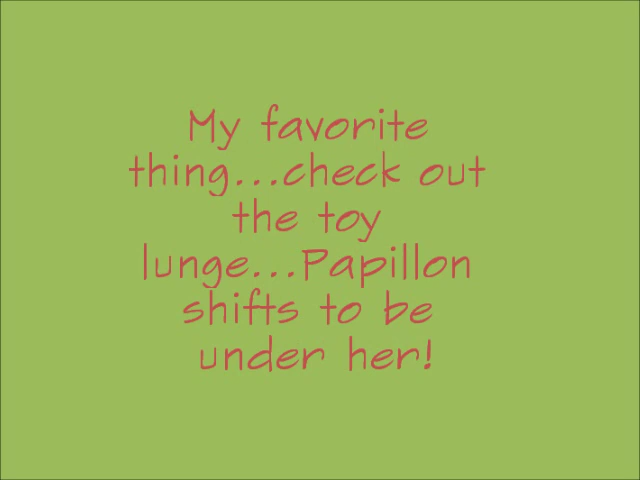 My favorite
thing...check out
the toy
lunge...Papillon
shifts to be
under her!